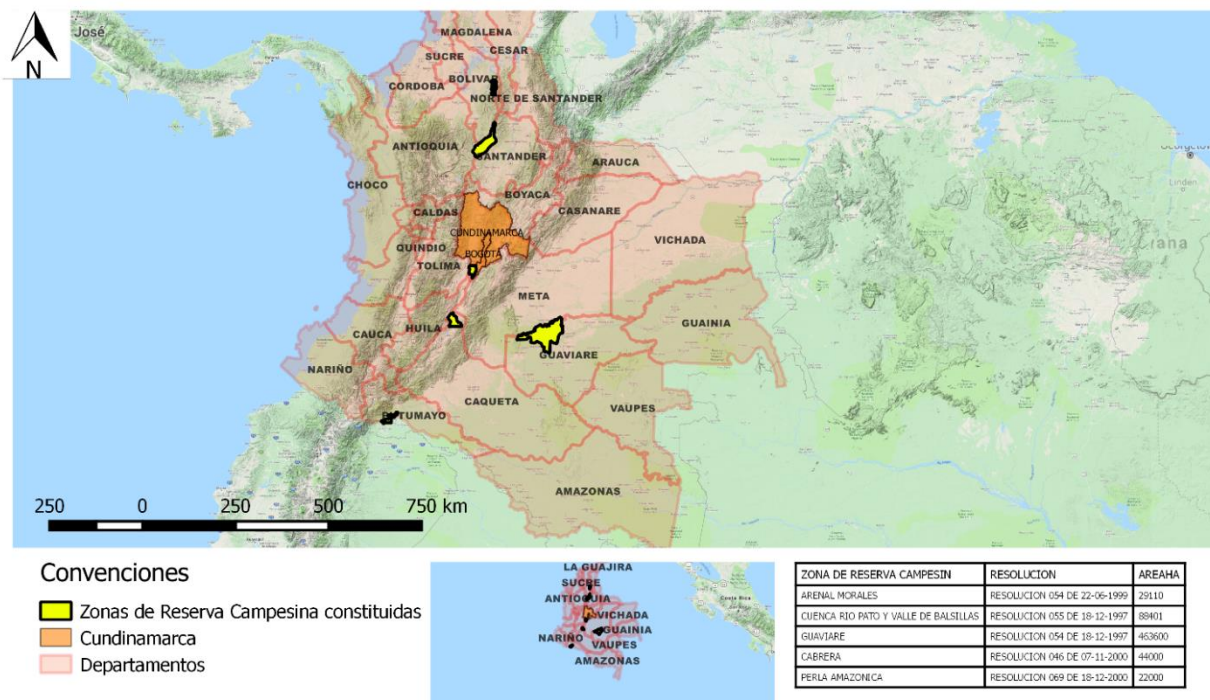 José
N
MAGDALENA
CESAR
SUCRE
BOLIVAR
CORDOBA
NORTE DE SANTANDER
ANTIOQUIA
SANTANDER
ARAUCA
CHOCO
BOYACA
CASANARE
CALDAS
CUNDINAMARCA
VICHADA
QUINDIO
BOGOTA
TOLIMA
META
CAUCA
HUILA
GUAINIA
GUAVIARE
NARIÑO
CAQUETA
VAUPES
AMAZONAS
Georgetown
Linden
250 0 250 500 750 km
Convenciones
Zonas de Reserva Campesina constituidas
Cundinamarca
Departamentos
LA GUAJIRA
SUCRE
ANTIOQUIA
VICHADA
GUAINIA
NARIÑO
VAUPES
AMAZONAS
Costa Rica
ZONA DE RESERVA CAMPESIN RESOLUCION AREAHA
ARENAL MORALES RESOLUCION 054 DE 22-06-1999 29110
CUENCA RIO PATO Y VALLE DE BALSILLAS RESOLUCION 055 DE 18-12-1997 88401
GUAVIARE RESOLUCION 054 DE 18-12-1997 463600
CABRERA RESOLUCION 046 DE 07-11-2000 44000
PERLA AMAZONICA RESOLUCION 069 DE 18-12-2000 22000